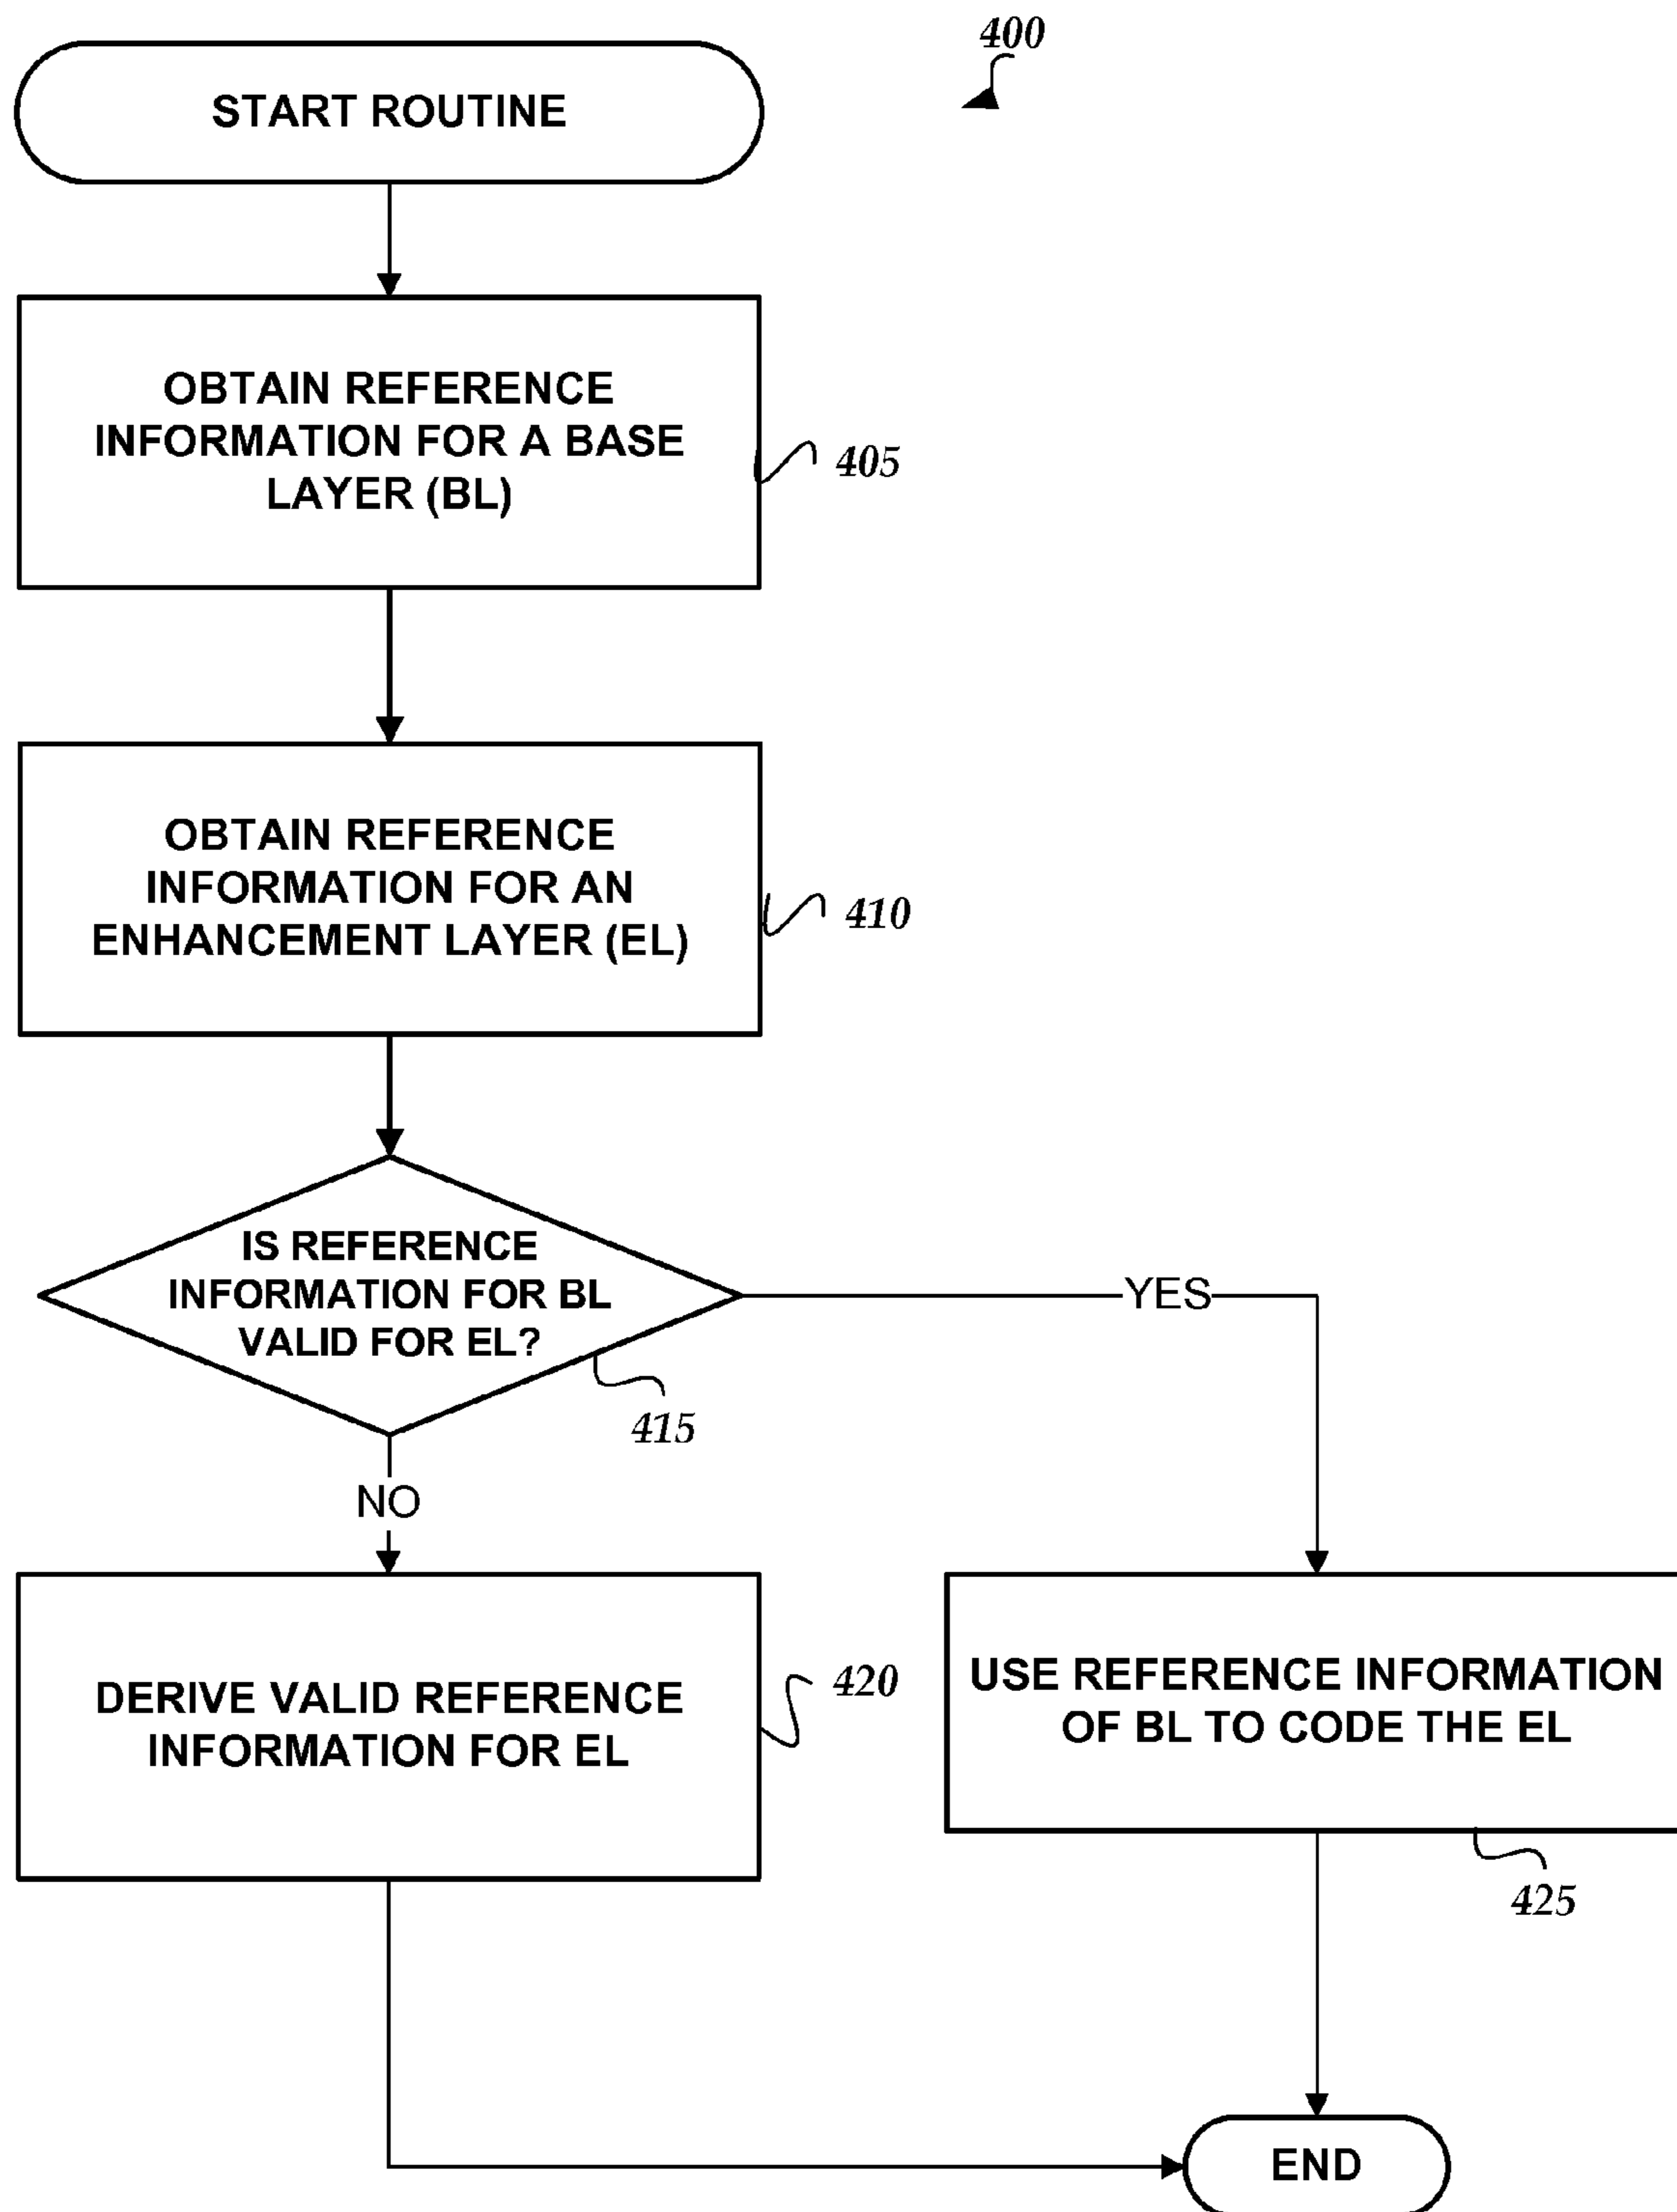 400
START ROUTINE
OBTAIN REFERENCE
INFORMATION FOR A BASE
LAYER (BL)
405
OBTAIN REFERENCE
INFORMATION FOR AN
ENHANCEMENT LAYER (EL)
410
IS REFERENCE
INFORMATION FOR BL
VALID FOR EL?
YES
415
NO
DERIVE VALID REFERENCE
INFORMATION FOR EL
420
USE REFERENCE INFORMATION
OF BL TO CODE THE EL
425
END